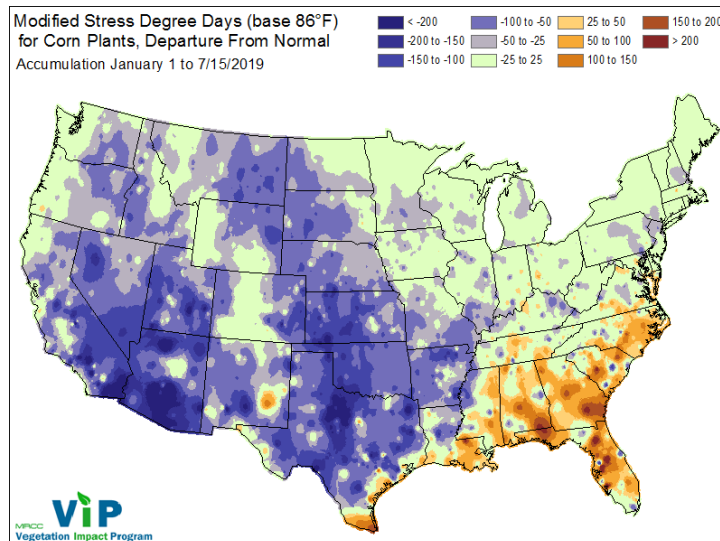 Modified Stress Degree Days (base 86°F)
for Corn Plants, Departure From Normal
Accumulation January 1 to 7/15/2019
< -200
-200 to -150
-150 to -100
-100 to -50
-50 to -25
-25 to 25
25 to 50
50 to 100
100 to 150
150 to 200
> 200
MRCC
ViP
Vegetation Impact Program